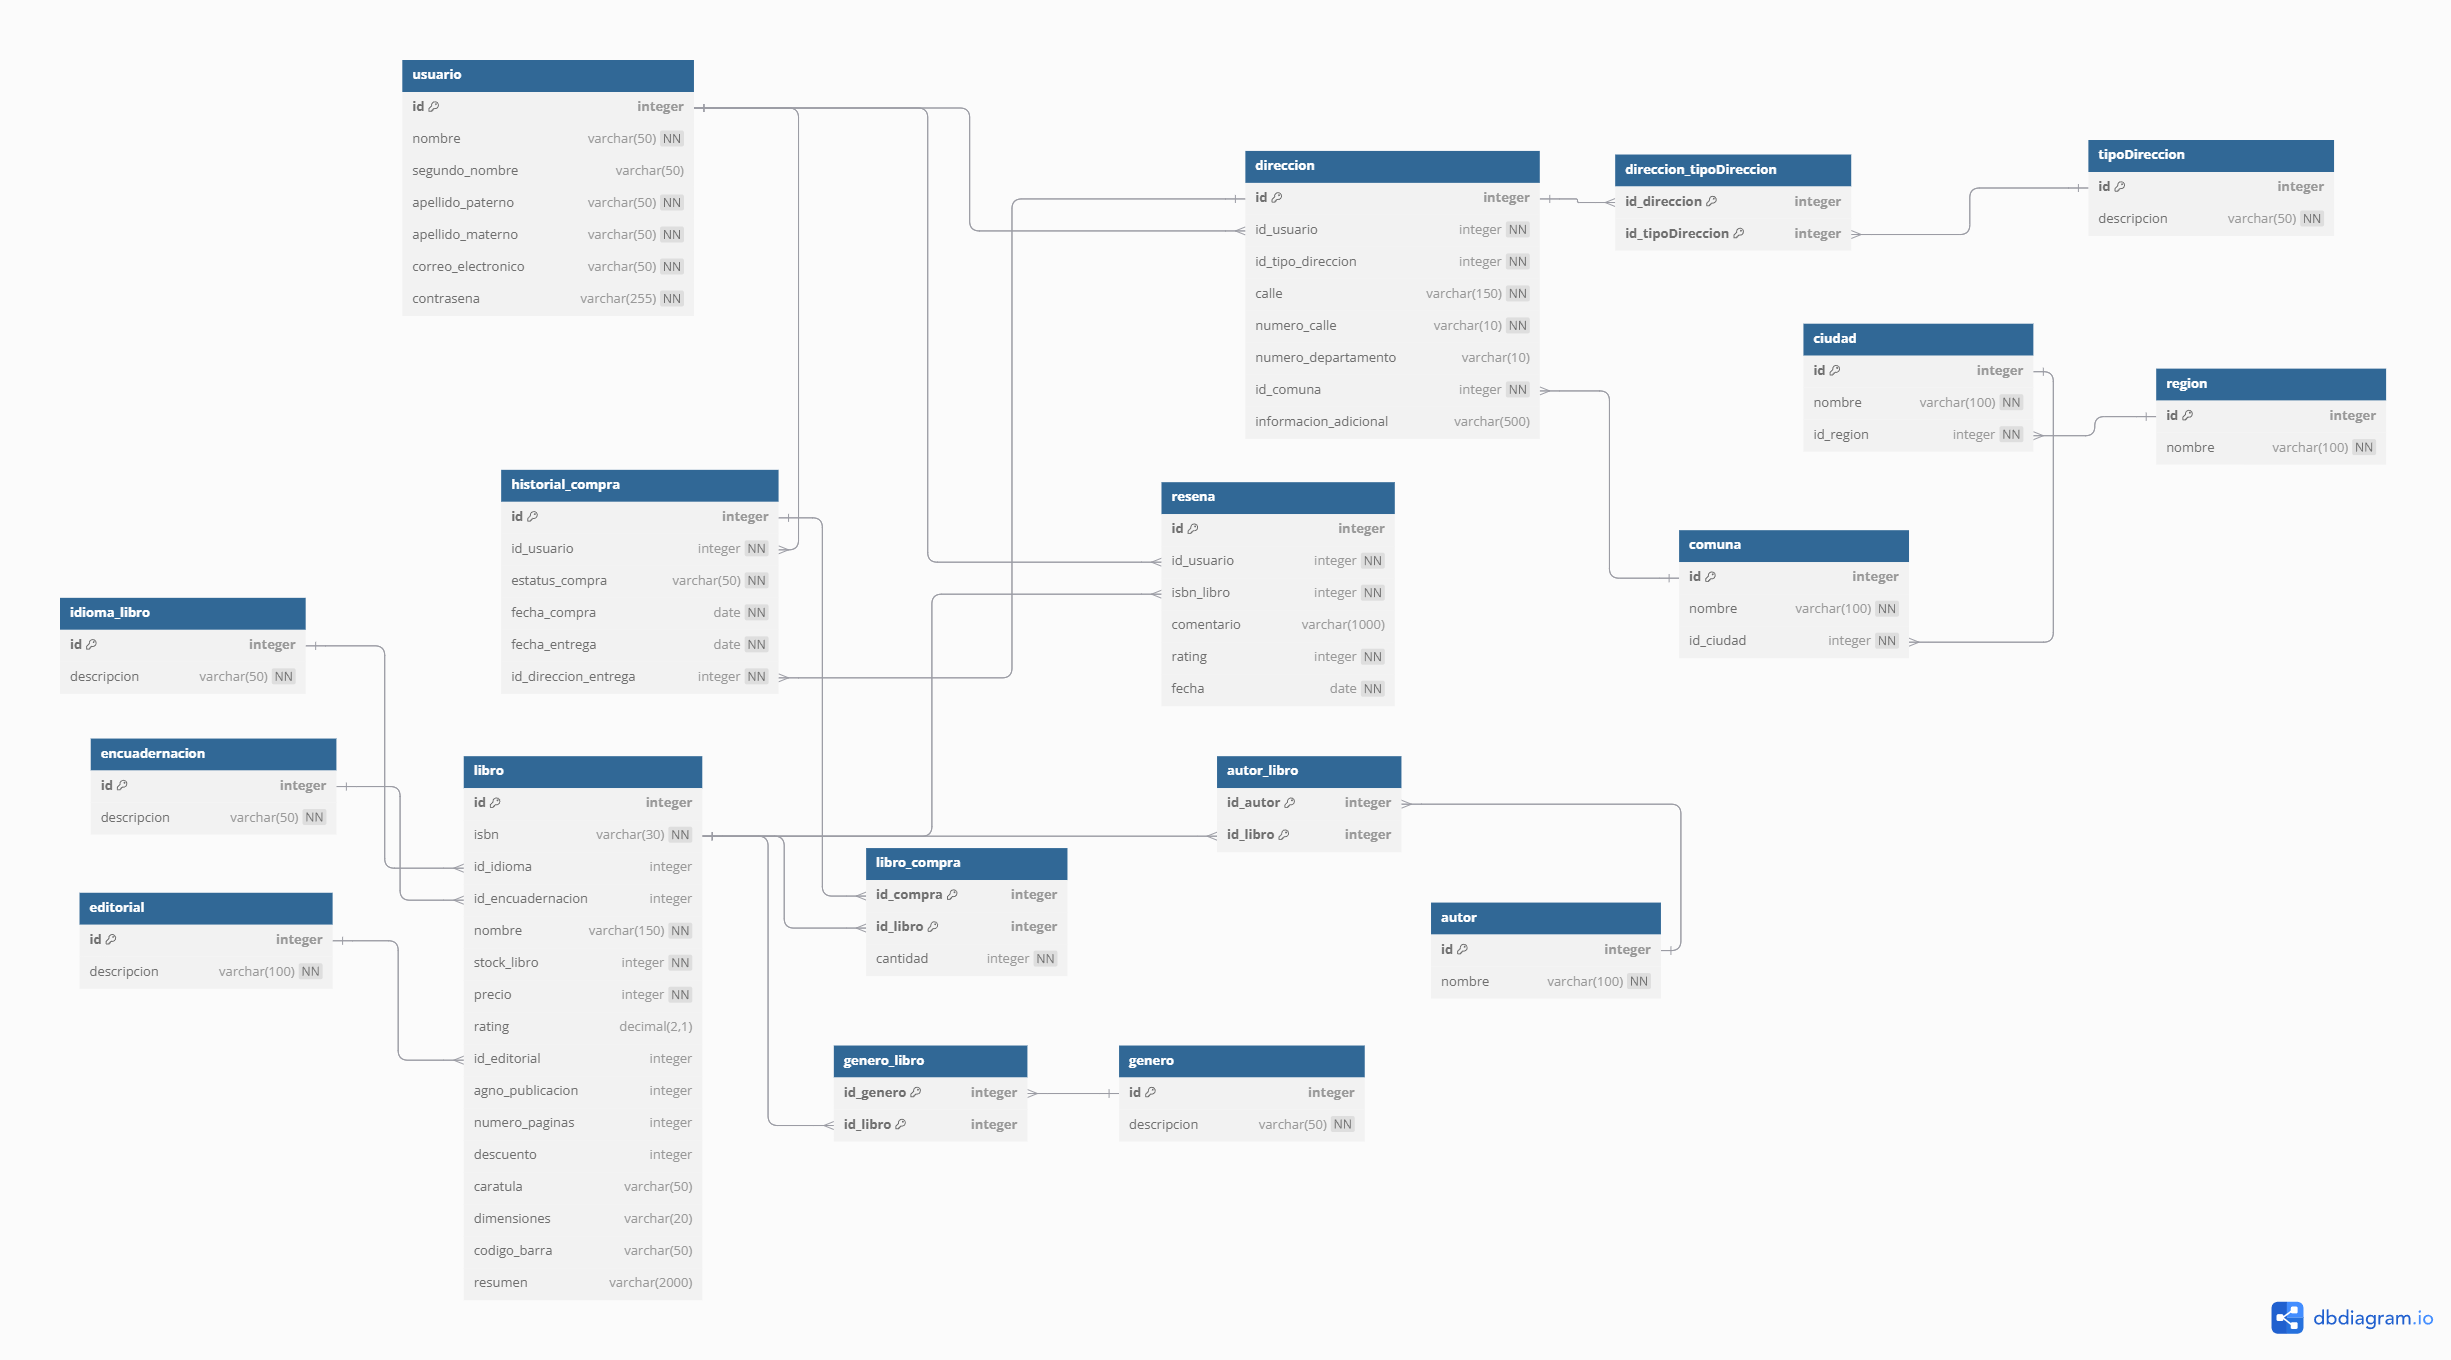 usuario
id integer
nombre varchar(50) NN
segundo_nombre varchar(50)
apellido_paterno varchar(50) NN
apellido_materno varchar(50) NN
correo_electronico varchar(50) NN
contrasena varchar(255) NN
direccion
id integer
id_usuario integer NN
id_tipo_direccion integer NN
calle varchar(150) NN
numero_calle varchar(10) NN
numero_departamento varchar(10)
id_comuna integer NN
informacion_adicional varchar(500)
direccion_tipoDireccion
id_direccion integer
id_tipoDireccion integer
tipoDireccion
id integer
descripcion varchar(50) NN
ciudad
id integer
nombre varchar(100) NN
id_region integer NN
region
id integer
nombre varchar(100) NN
historial_compra
id integer
id_usuario integer NN
estatus_compra varchar(50) NN
fecha_compra date NN
fecha_entrega date NN
id_direccion_entrega integer NN
resena
id integer
id_usuario integer NN
isbn_libro integer NN
comentario varchar(1000)
rating integer NN
fecha date NN
comuna
id integer
nombre varchar(100) NN
id_ciudad integer NN
idioma_libro
id integer
descripcion varchar(50) NN
encuadernacion
id integer
descripcion varchar(50) NN
editorial
id integer
descripcion varchar(100) NN
libro
id integer
isbn varchar(30) NN
id_idioma integer
id_encuadernacion integer
nombre varchar(150) NN
stock_libro integer NN
precio integer NN
rating decimal(2,1)
id_editorial integer
agno_publicacion integer
numero_paginas integer
descuento integer
caratula varchar(50)
dimensiones varchar(20)
codigo_barra varchar(50)
resumen varchar(2000)
autor_libro
id_autor integer
id_libro integer
libro_compra
id_compra integer
id_libro integer
cantidad integer NN
autor
id integer
nombre varchar(100) NN
genero_libro
id_genero integer
id_libro integer
genero
id integer
descripcion varchar(50) NN
dbdiagram.io